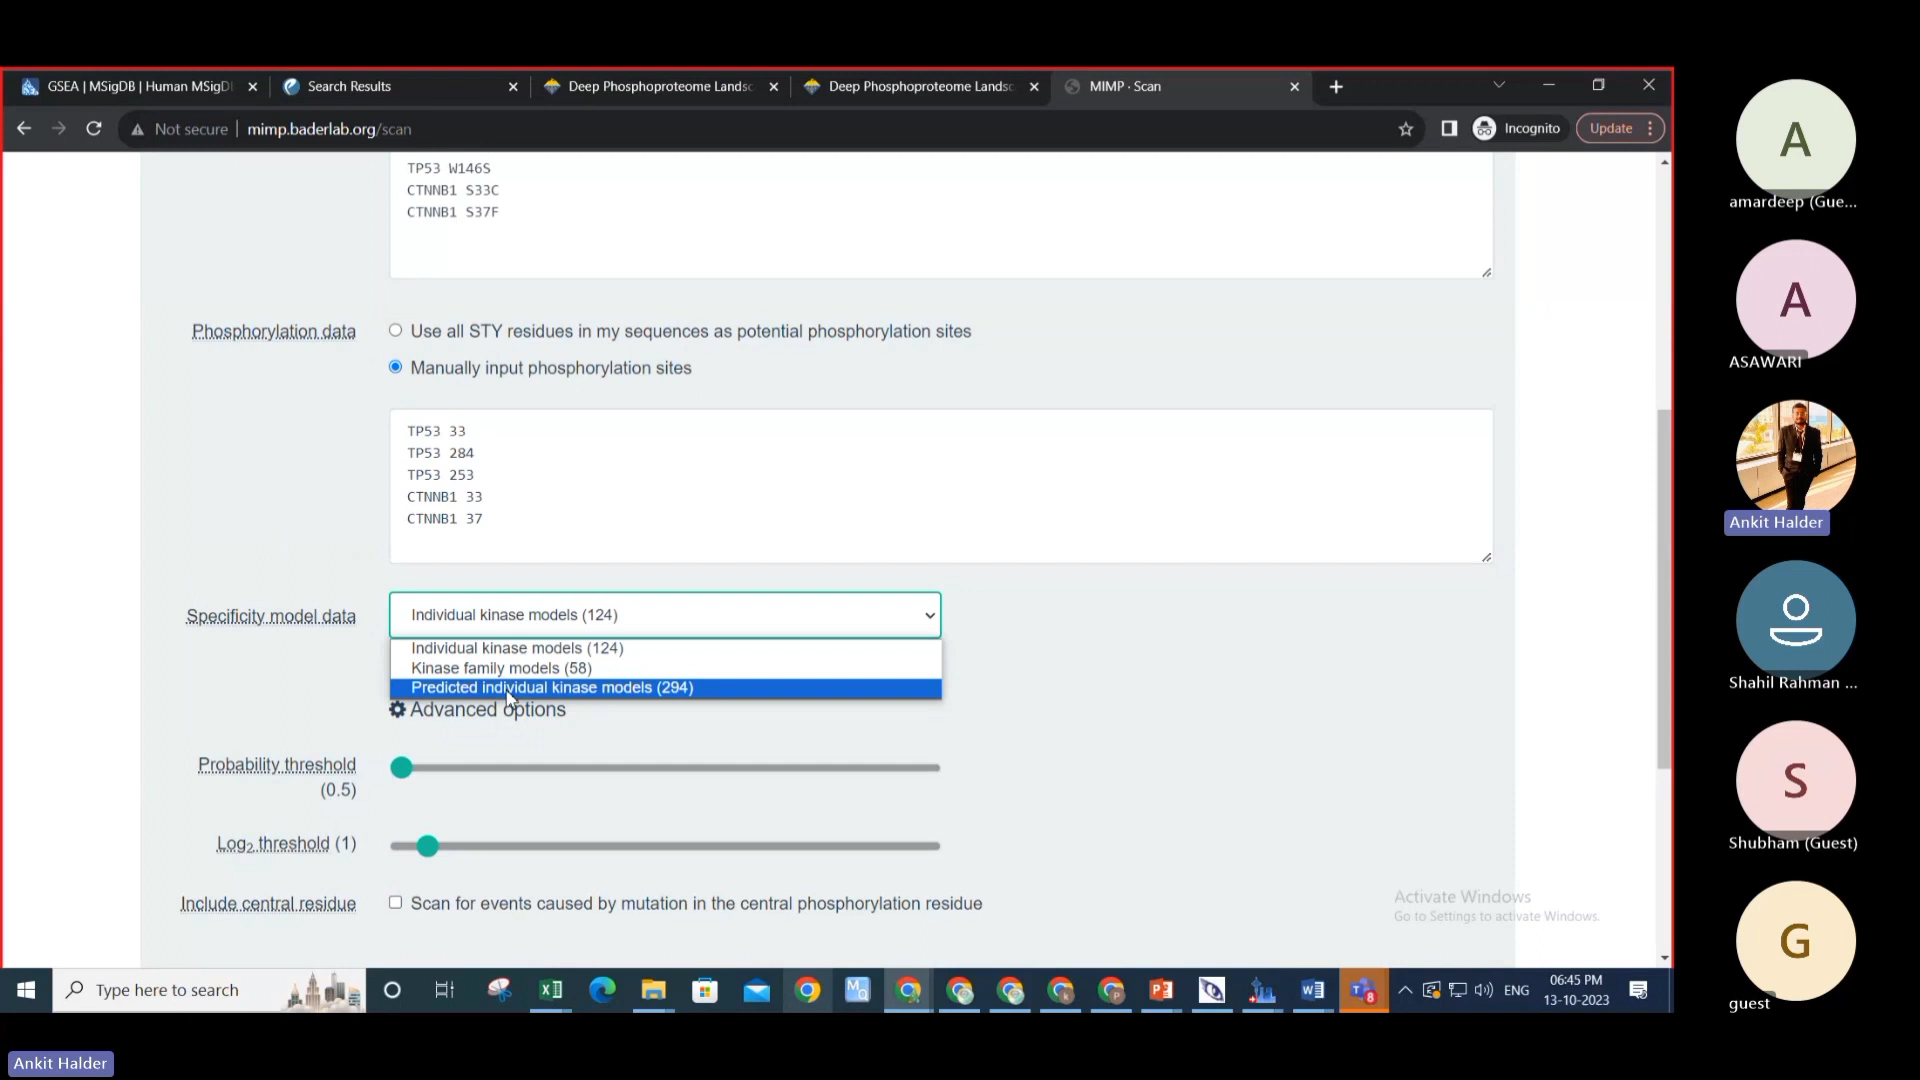 GSEA | MSigDB | Human MSigD
Search Results
Deep Phosphoproteome Landsc
Deep Phosphoproteome Landsc
MIMP · Scan
Not secure
mimp.baderlab.org/scan
Incognito
Update
TP53 W146S
CTNNB1 S33C
CTNNB1 S37F
Phosphorylation data
Use all STY residues in my sequences as potential phosphorylation sites
Manually input phosphorylation sites
TP53 33
TP53 284
TP53 253
CTNNB1 33
CTNNB1 37
Specificity model data
Individual kinase models (124)
Individual kinase models (124)
Kinase family models (58)
Predicted individual kinase models (294)
Advanced options
Probability threshold
(0.5)
Log2 threshold (1)
Include central residue
Scan for events caused by mutation in the central phosphorylation residue
Activate Windows
Go to Settings to activate Windows.
Type here to search
ENG
06:45 PM
13-10-2023
A
amardeep (Gue...
A
ASAWARI
Ankit Halder
Shahil Rahman ...
S
Shubham (Guest)
G
guest
Ankit Halder